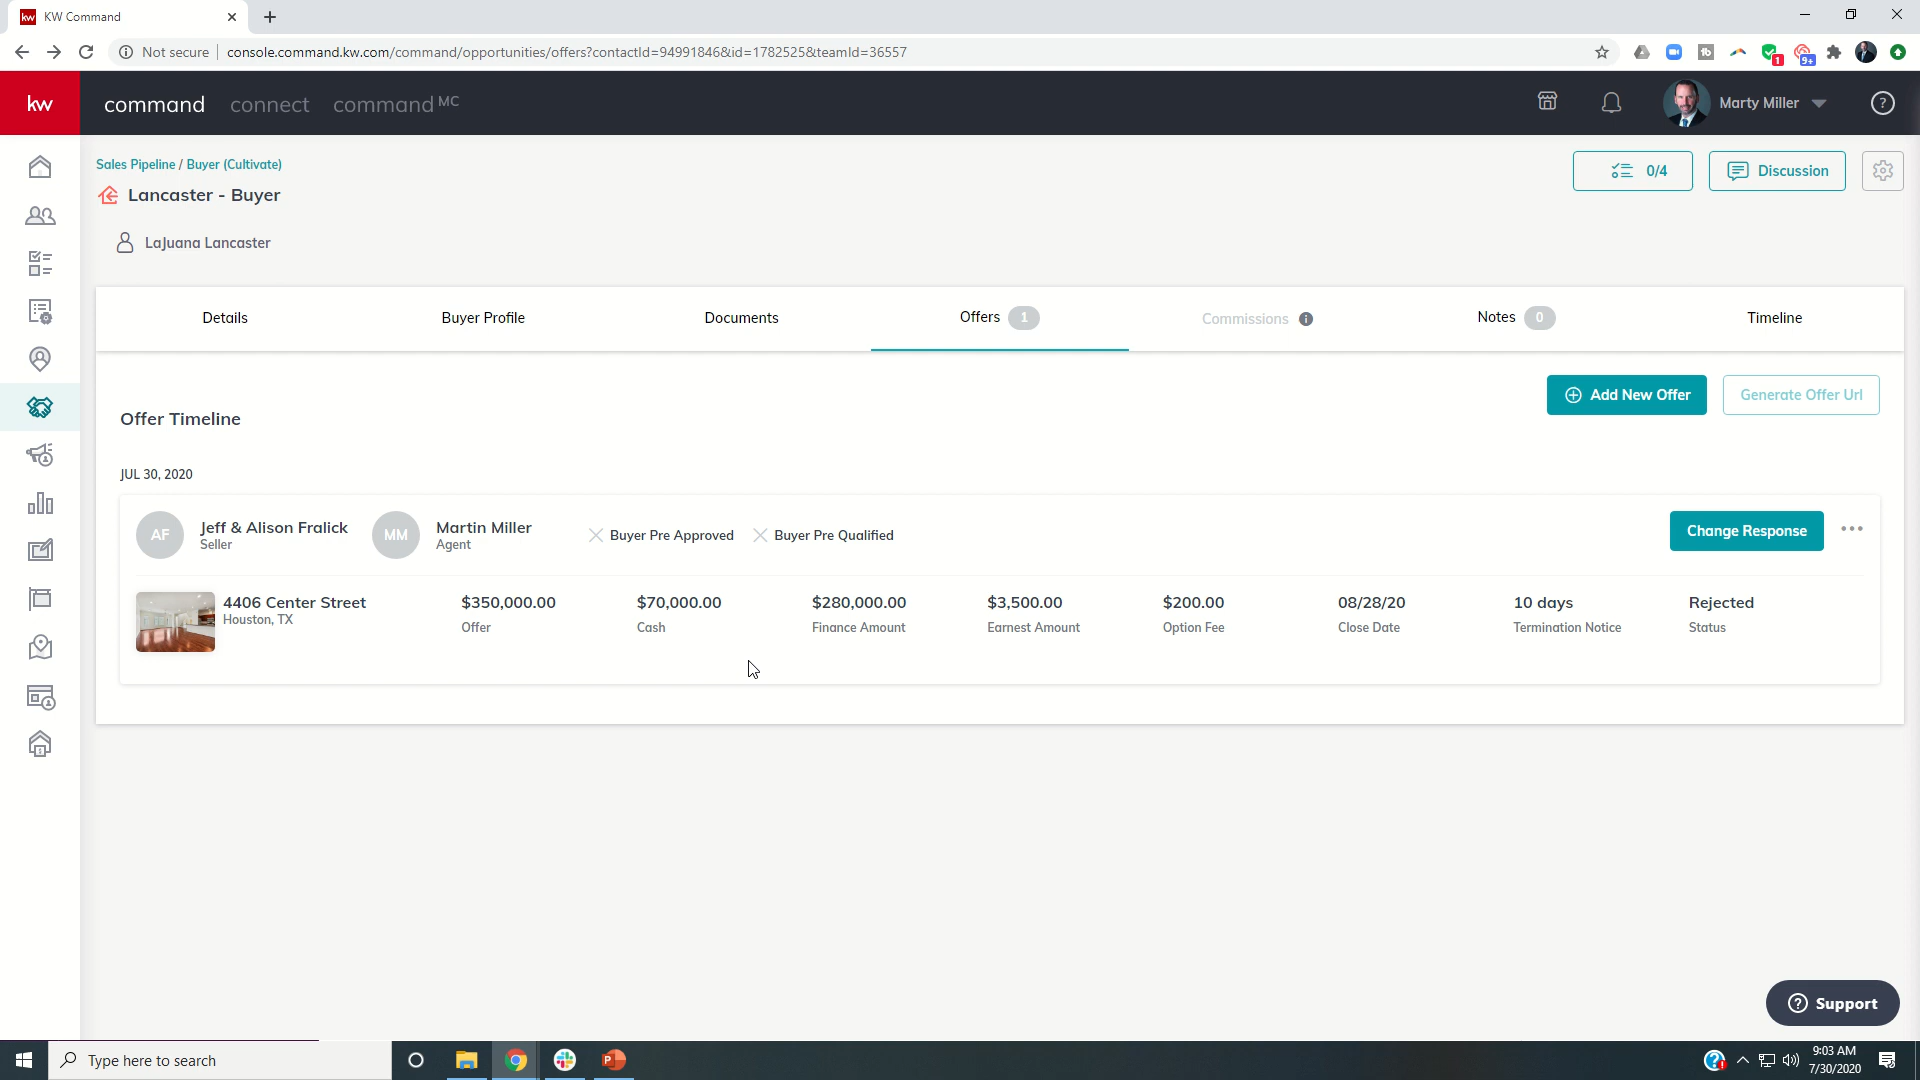 KW Command
Not secure
console.command.kw.com/command/opportunities/offers?contactId=94991846&id=1782525&teamId=36557
1
9+
kw
command connect command MC
Marty Miller
Sales Pipeline / Buyer (Cultivate)
0/4
Discussion
Lancaster - Buyer
LaJuana Lancaster
Details
Buyer Profile
Documents
Offers 1
Commissions
Notes 0
Timeline
Add New Offer
Generate Offer Url
Offer Timeline
JUL 30, 2020
AF
Jeff & Alison Fralick
Seller
MM
Martin Miller
Agent
Buyer Pre Approved
Buyer Pre Qualified
Change Response
4406 Center Street
Houston, TX
$350,000.00
Offer
$70,000.00
Cash
$280,000.00
Finance Amount
$3,500.00
Earnest Amount
$200.00
Option Fee
08/28/20
Close Date
10 days
Termination Notice
Rejected
Status
Support
Type here to search
9:03 AM
7/30/2020